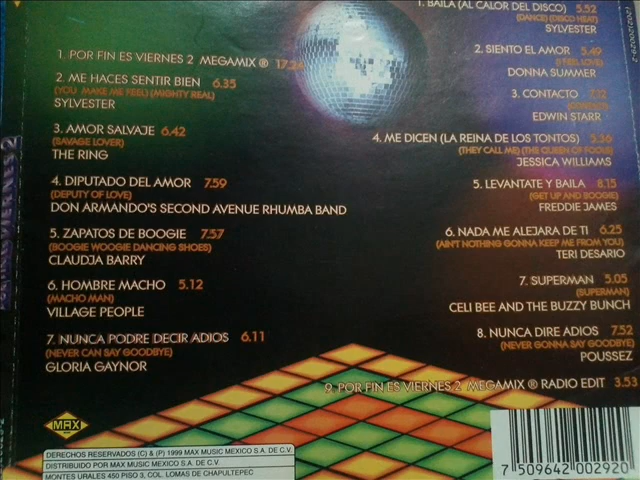 1. POR FIN ES VIERNES 2 MEGAMIX ® 17.24
2. ME HACES SENTIR BIEN 6.35
(YOU MAKE ME FEEL) (MIGHTY REAL)
SYLVESTER
3. AMOR SALVAJE 6.42
(SAVAGE LOVER)
THE RING
4. DIPUTADO DEL AMOR 7.59
(DEPUTY OF LOVE)
DON ARMANDO'S SECOND AVENUE RHUMBA BAND
5. ZAPATOS DE BOOGIE 7.57
(BOOGIE WOOGIE DANCING SHOES)
CLAUDJA BARRY
6. HOMBRE MACHO 5.12
(MACHO MAN)
VILLAGE PEOPLE
7. NUNCA PODRE DECIR ADIOS 6.11
(NEVER CAN SAY GOODBYE)
GLORIA GAYNOR
1. BAILA (AL CALOR DEL DISCO) 5.52
(DANCE) (DISCO HEAT)
SYLVESTER
2. SIENTO EL AMOR 5.49
(I FEEL LOVE)
DONNA SUMMER
3. CONTACTO 7.12
(CONTACT)
EDWIN STARR
4. ME DICEN (LA REINA DE LOS TONTOS) 5.36
(THEY CALL ME) (THE QUEEN OF FOOLS)
JESSICA WILLIAMS
5. LEVANTATE Y BAILA 8.15
(GET UP AND BOOGIE)
FREDDIE JAMES
6. NADA ME ALEJARA DE TI 6.25
(AIN'T NOTHING GONNA KEEP ME FROM YOU)
TERI DESARIO
7. SUPERMAN 5.05
(SUPERMAN)
CELI BEE AND THE BUZZY BUNCH
8. NUNCA DIRE ADIOS 7.52
(NEVER GONNA SAY GOODBYE)
POUSSEZ
9. POR FIN ES VIERNES 2 MEGAMIX ® RADIO EDIT 3.53
MAX
DERECHOS RESERVADOS (C) & (P) 1999 MAX MUSIC MEXICO S.A. DE C.V.
DISTRIBUIDO POR MAX MUSIC MEXICO S.A. DE C.V.
MONTES URALES 450 PISO 3, COL. LOMAS DE CHAPULTEPEC
7 509642 002920
VIERNES 2